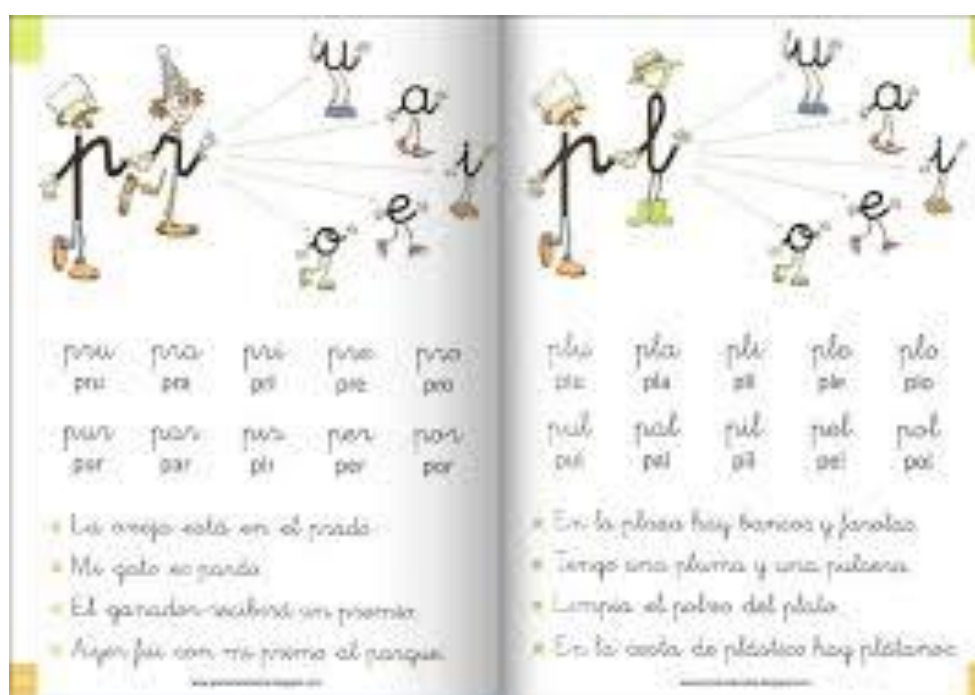 pr
u
a
i
e
o
pru pra pri pre pro
pru pra pri pre pro
pur par pir per por
pur par pir per por
La oveja está en el prado.
Mi gato es pardo.
El ganador recibirá un premio.
Ayer fui con mi primo al parque.
pl
u
a
i
e
o
plu pla pli ple plo
plu pla pli ple plo
pul pal pil pel pol
pul pal pil pel pol
En la plaza hay bancos y farolas.
Tengo una pluma y una pulsera.
Limpia el polvo del plato.
En la cesta de plástico hay plátanos.